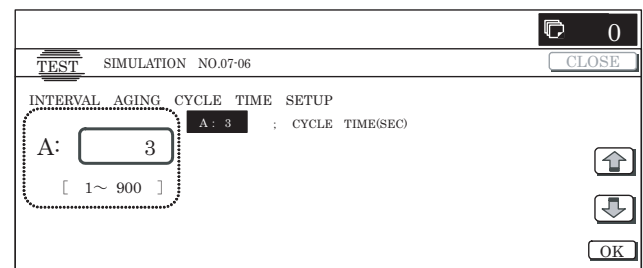 0
TEST SIMULATION NO.07-06 CLOSE
INTERVAL AGING CYCLE TIME SETUP
A: 3 ; CYCLE TIME(SEC)
A: 3
[ 1~ 900 ]
OK